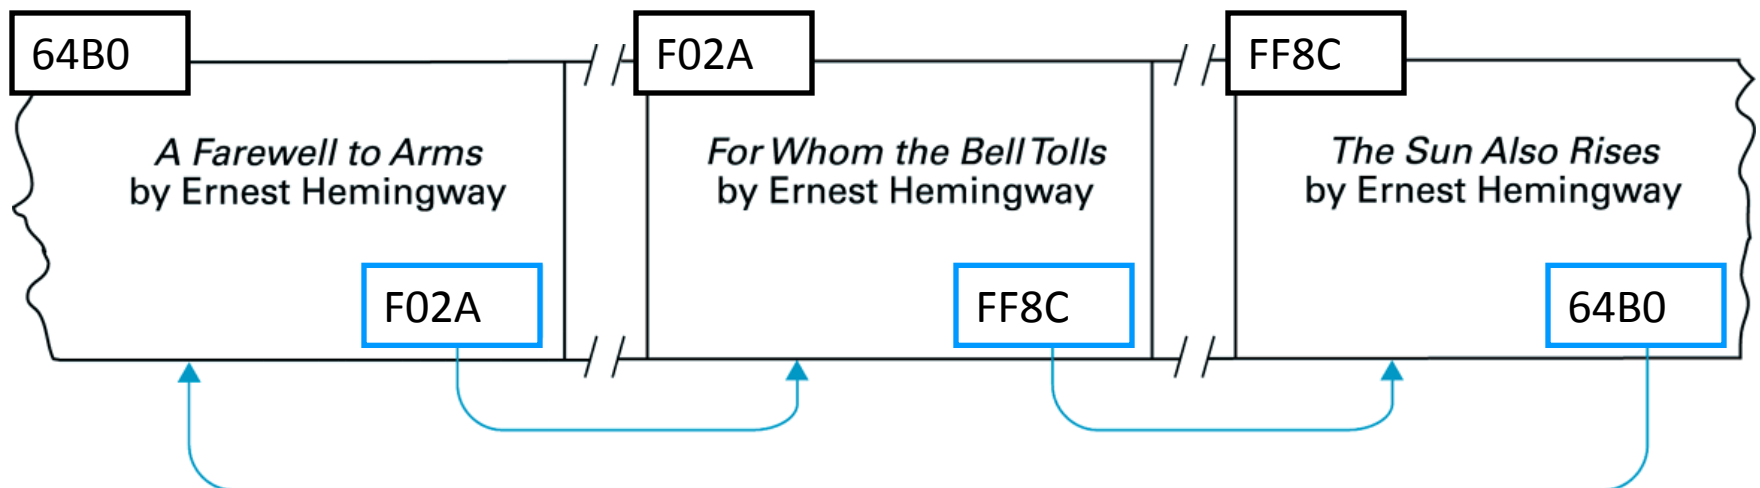 64B0
F02A
FF8C
A Farewell to Arms
by Ernest Hemingway
For Whom the Bell Tolls
by Ernest Hemingway
The Sun Also Rises
by Ernest Hemingway
F02A
FF8C
64B0